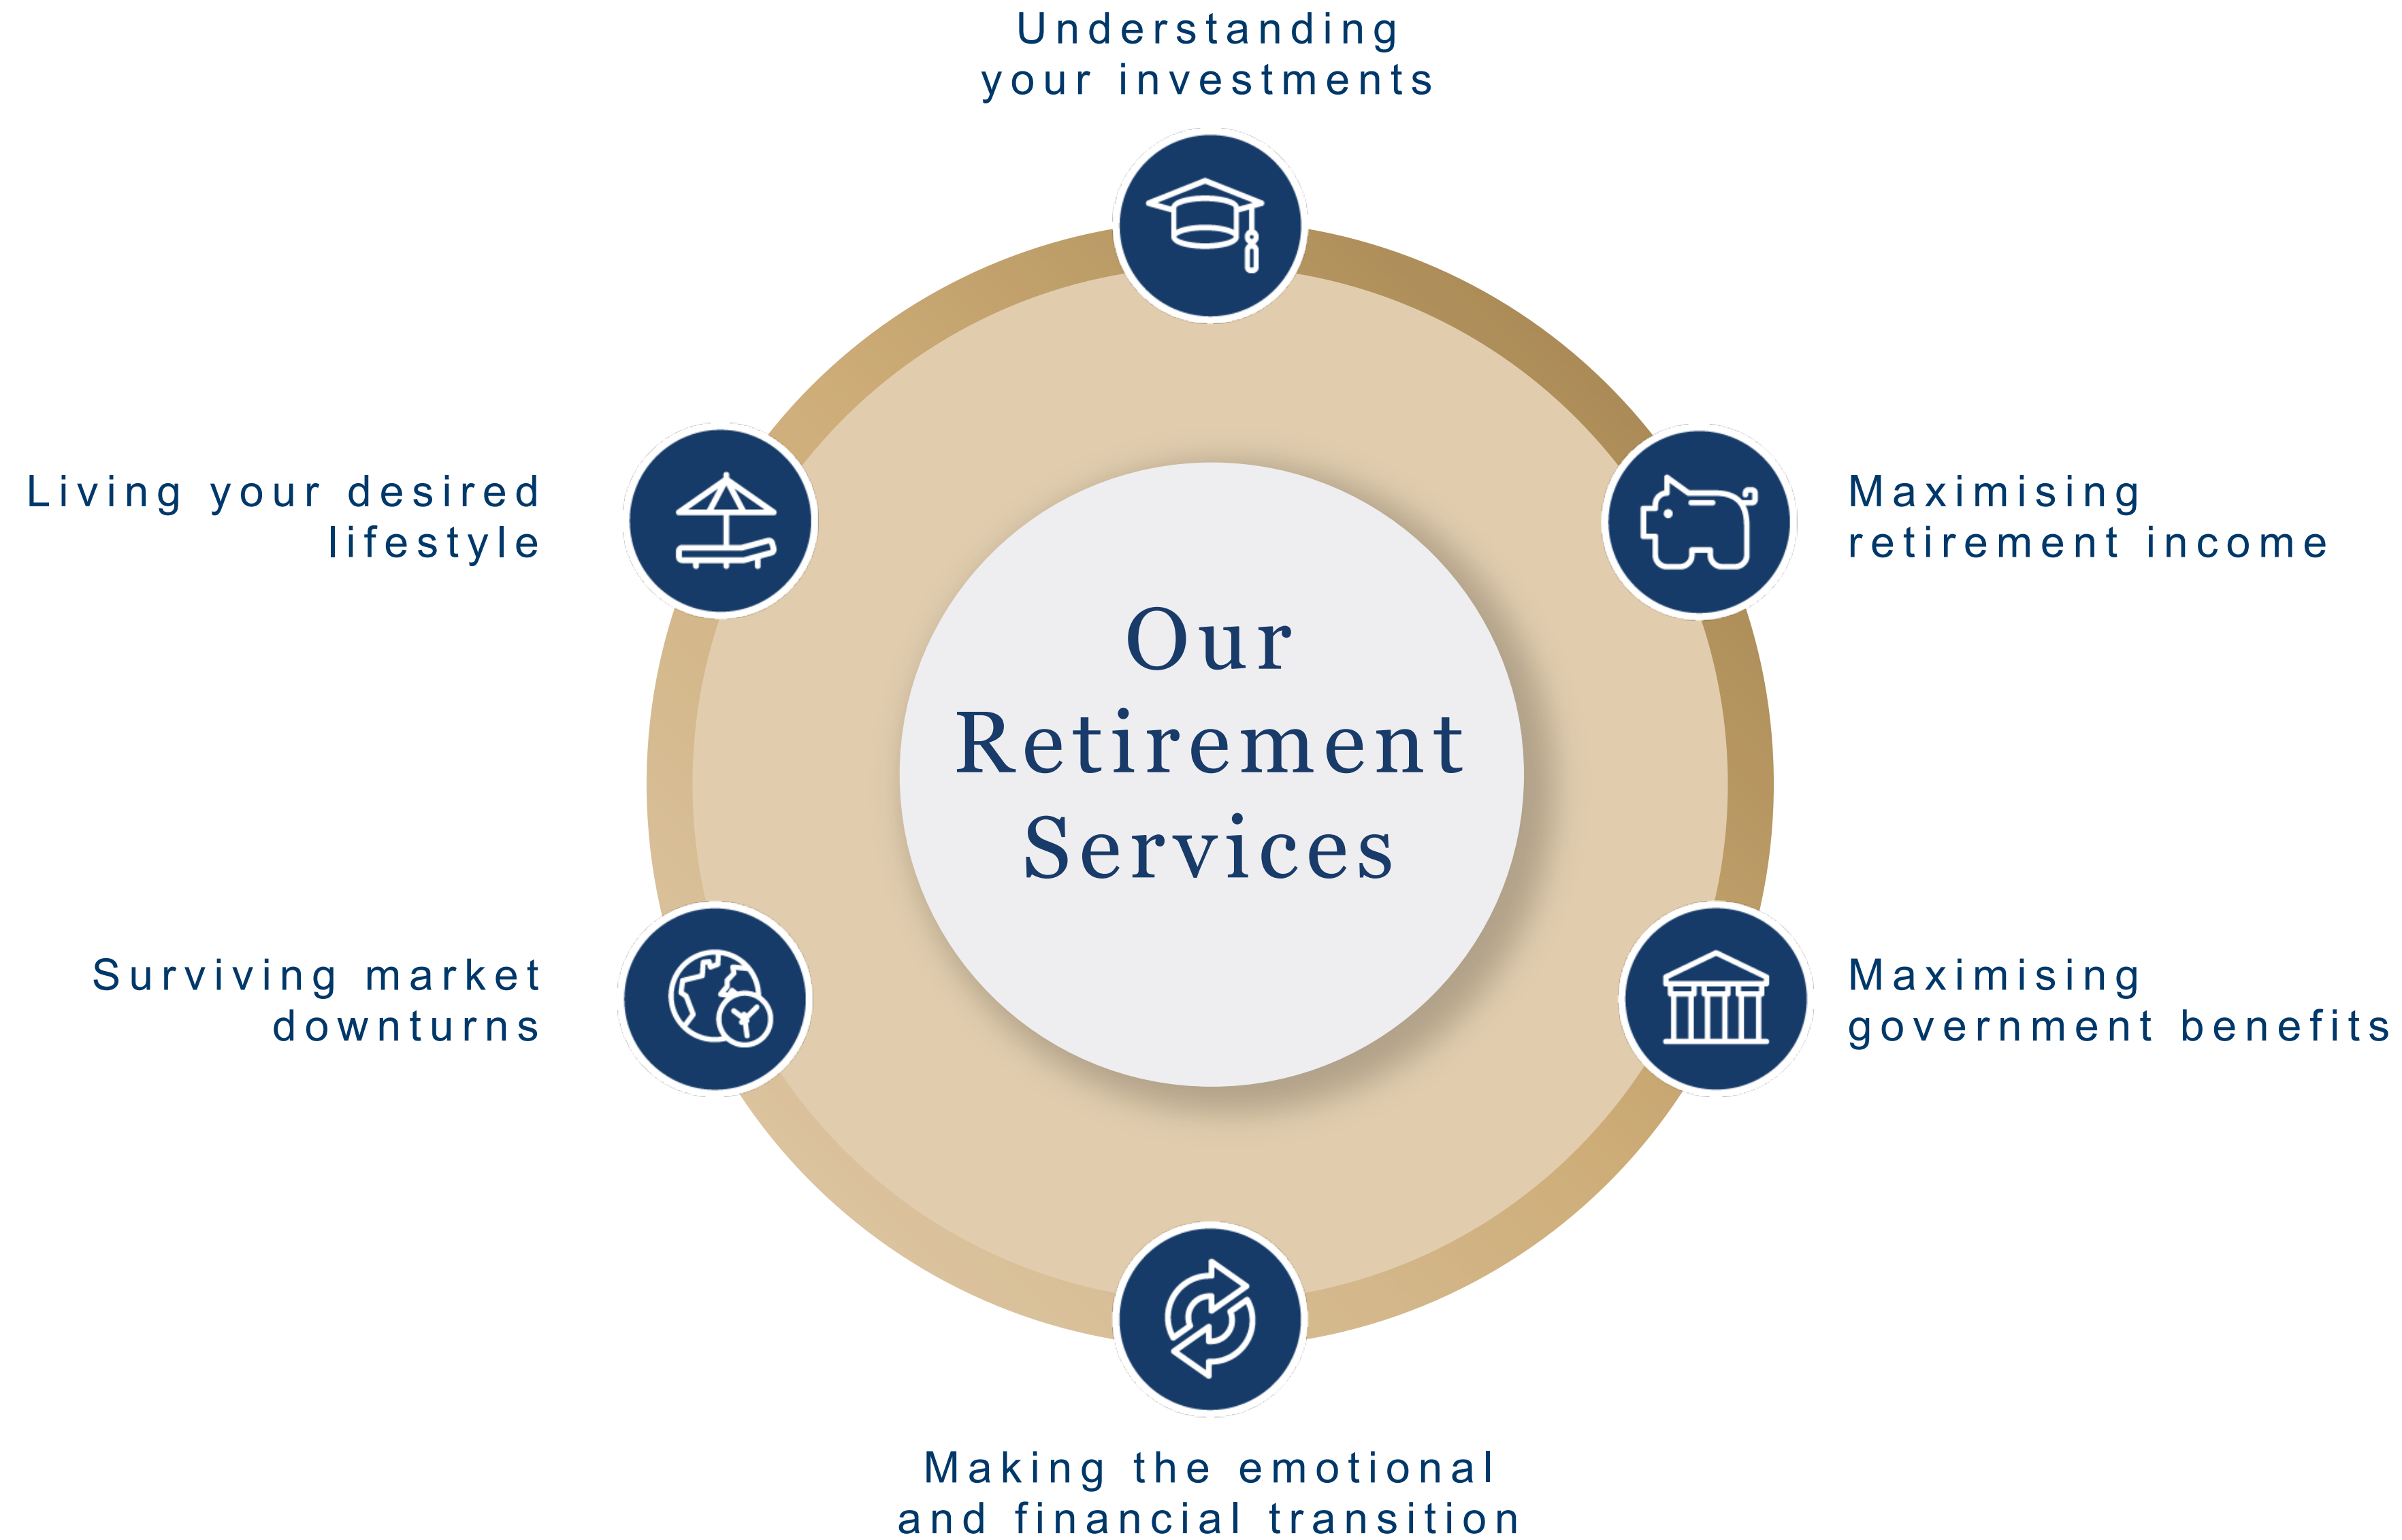 Understanding
your investments
Living your desired
lifestyle
Maximising
retirement income
Our
Retirement
Services
Surviving market
downturns
Maximising
government benefits
Making the emotional
and financial transition